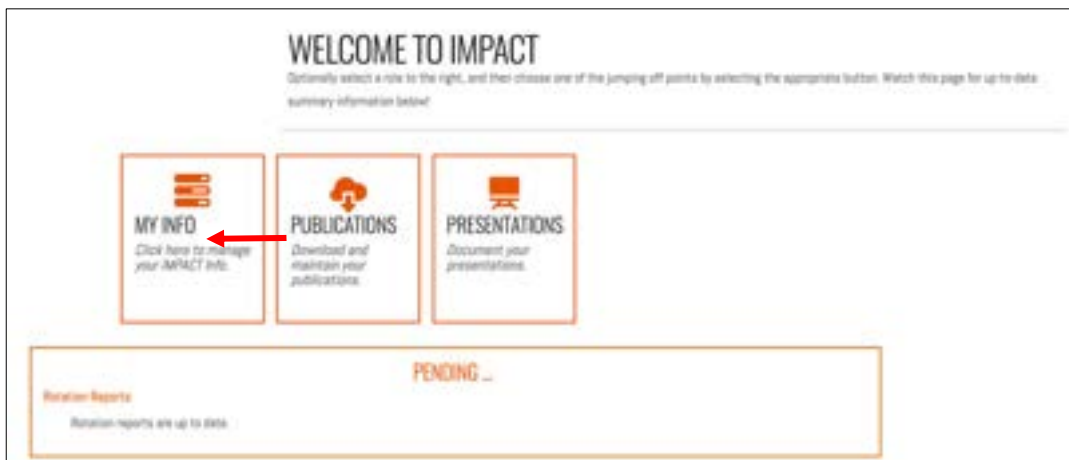 WELCOME TO IMPACT
Optionally select a role to the right, and then choose one of the jumping off points by selecting the appropriate button. Watch this page for up to date
summary information below!
MY INFO
Click here to manage
your IMPACT Info.
PUBLICATIONS
Download and
maintain your
publications.
PRESENTATIONS
Document your
presentations.
PENDING ...
Rotation Reports
Rotation reports are up to date.